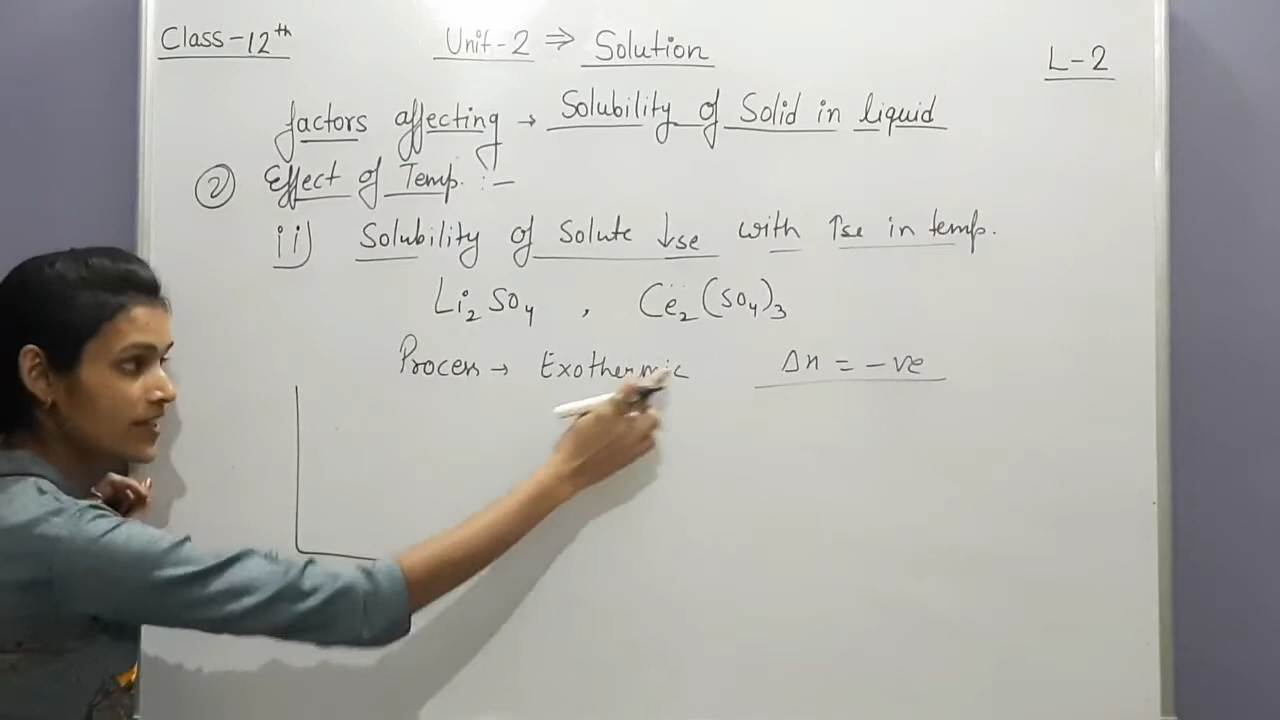 Class-12th Unit-2 ⇒ Solution L-2
factors affecting → Solubility of Solid in liquid
② Effect of Temp. :-
ii) Solubility of Solute ↓se with ↑se in temp.
Li₂SO₄ , Ce₂(SO₄)₃
Process → Exothermic ΔH = -ve